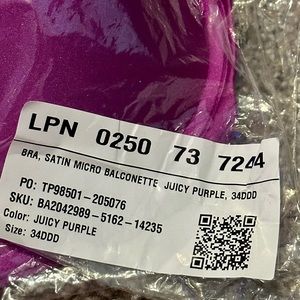 LPN 0250 73 7244
BRA, SATIN MICRO BALCONETTE JUICY PURPLE, 34DDD
PO: TP98501-205076
SKU: BA2042989-5162-14235
Color: JUICY PURPLE
Size: 34DDD